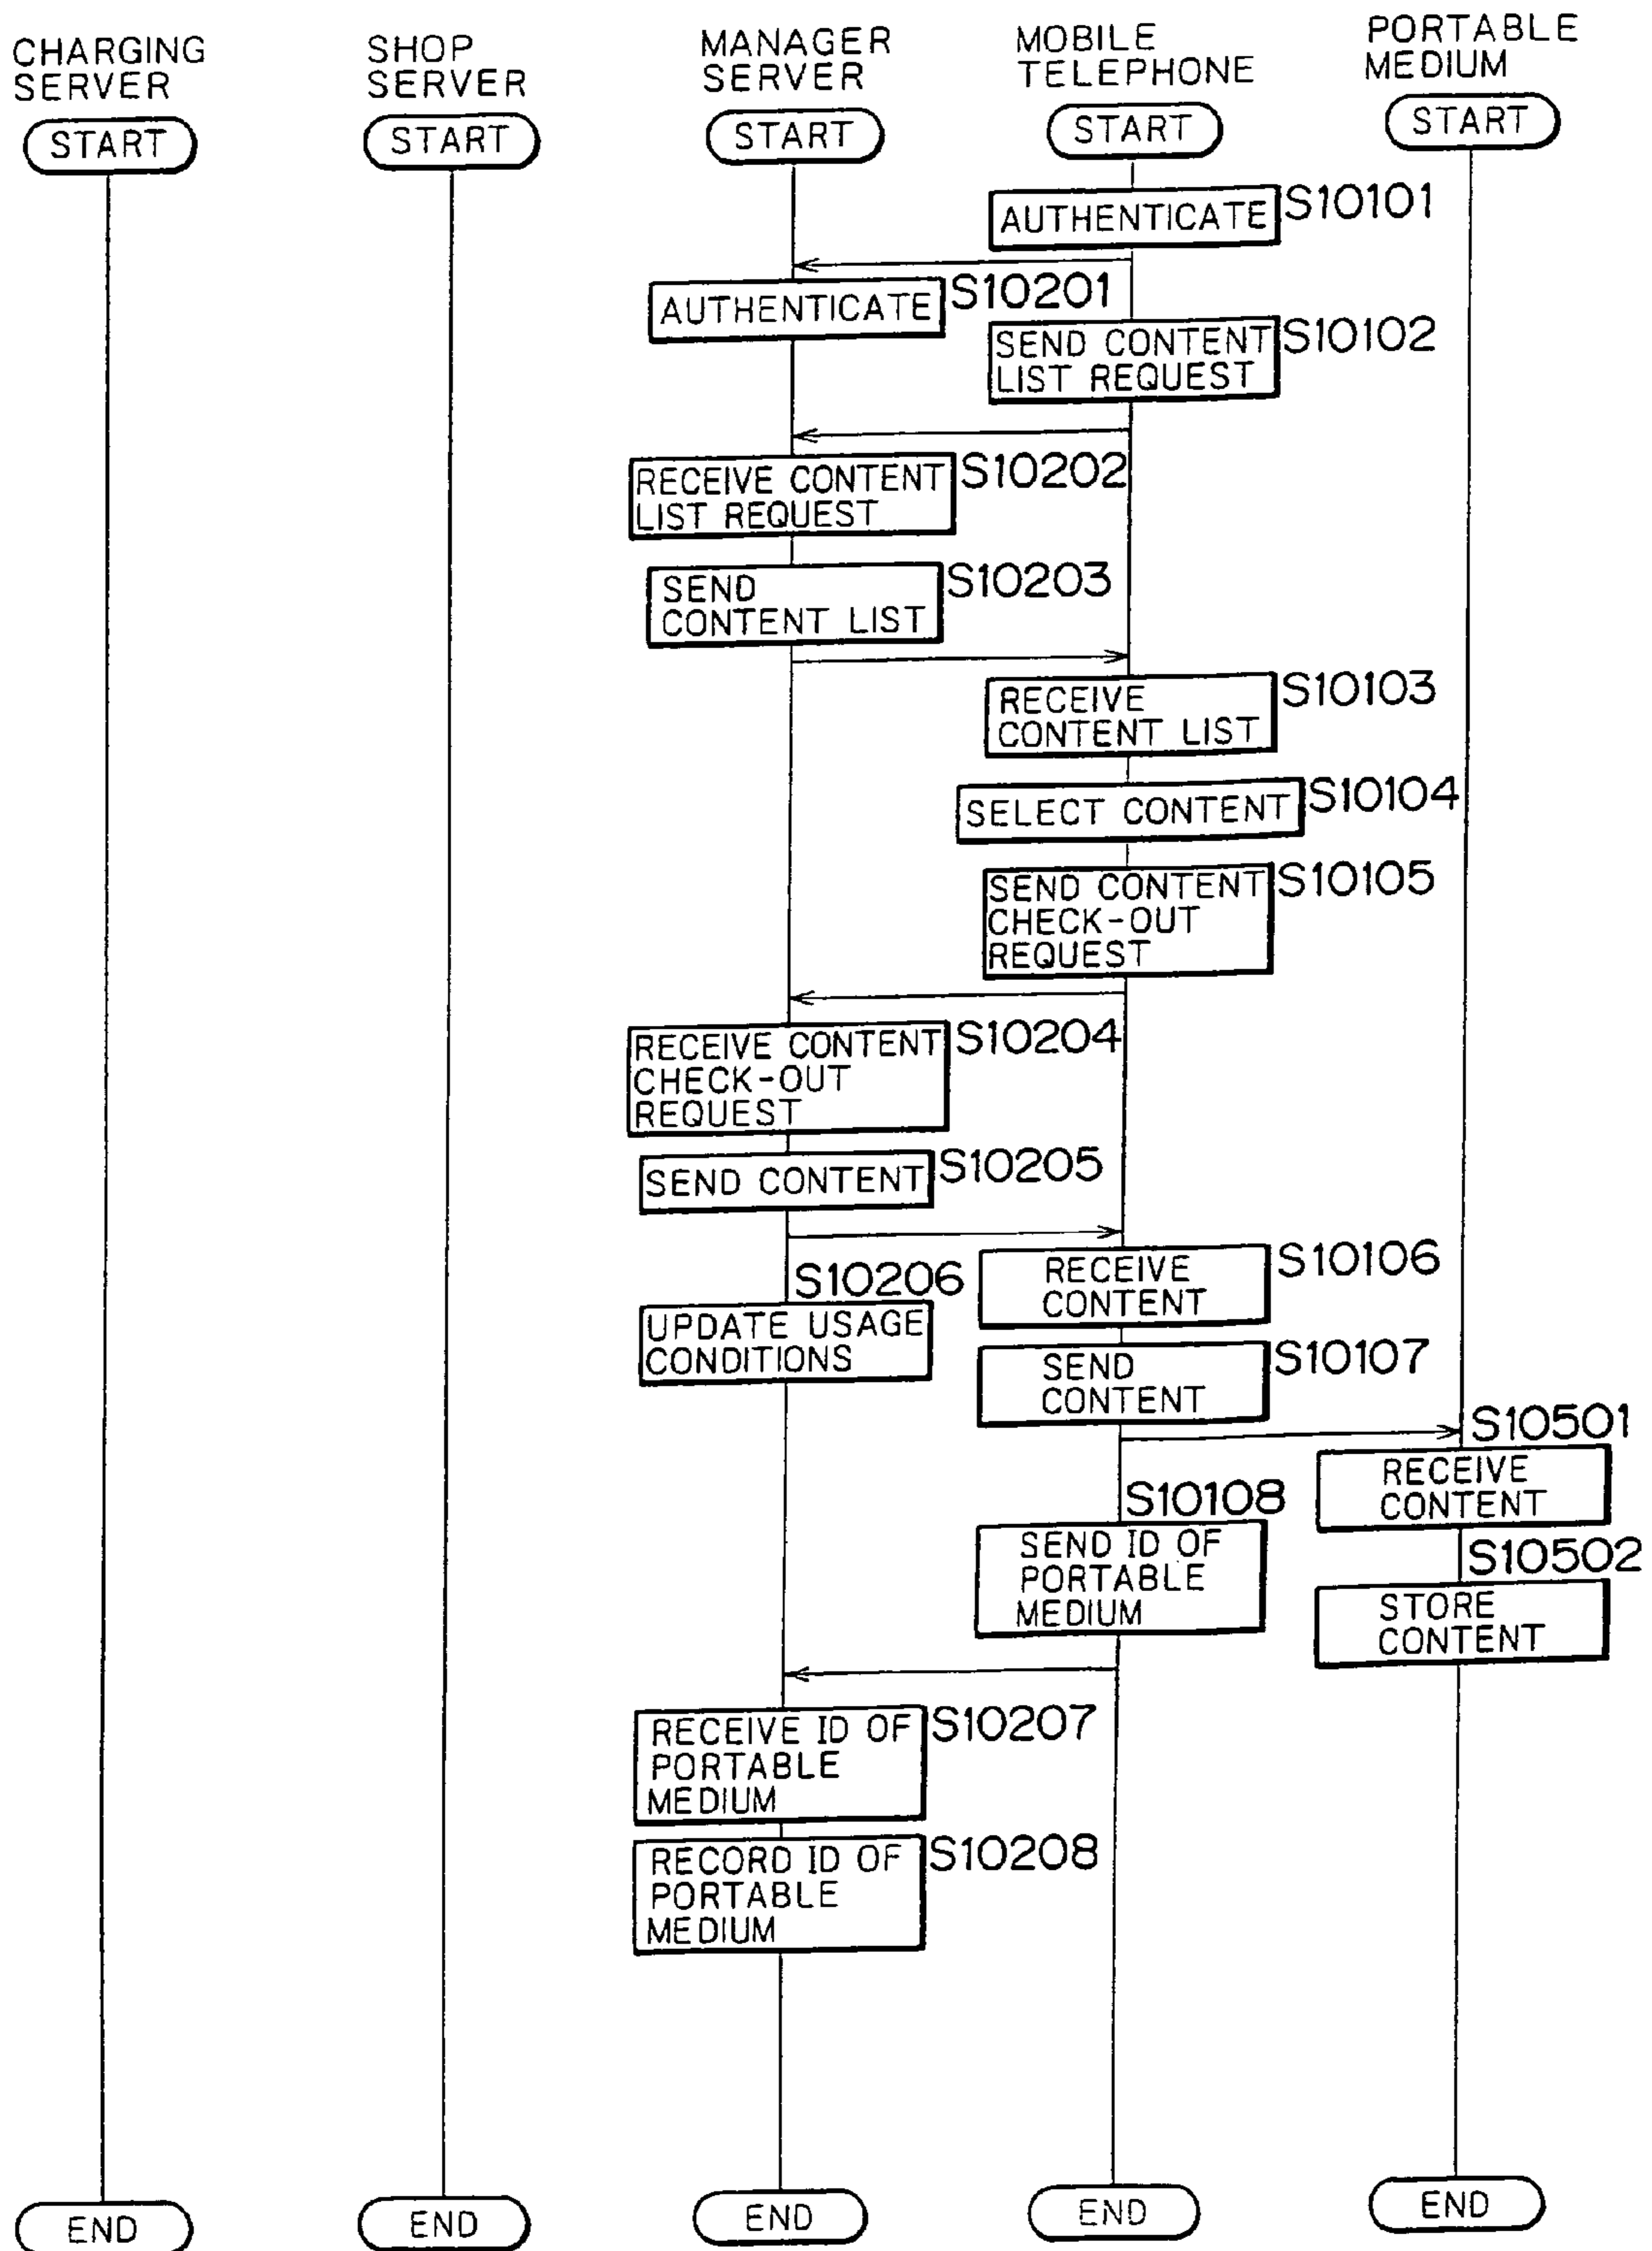 CHARGING
SERVER
SHOP
SERVER
MANAGER
SERVER
MOBILE
TELEPHONE
PORTABLE
MEDIUM
START
START
START
START
START
AUTHENTICATE
S10101
AUTHENTICATE
S10201
SEND CONTENT
LIST REQUEST
S10102
RECEIVE CONTENT
LIST REQUEST
S10202
SEND
CONTENT LIST
S10203
RECEIVE
CONTENT LIST
S10103
SELECT CONTENT
S10104
SEND CONTENT
CHECK-OUT
REQUEST
S10105
RECEIVE CONTENT
CHECK-OUT
REQUEST
S10204
SEND CONTENT
S10205
RECEIVE
CONTENT
S10106
S10206
UPDATE USAGE
CONDITIONS
SEND
CONTENT
S10107
S10501
RECEIVE
CONTENT
S10108
SEND ID OF
PORTABLE
MEDIUM
S10502
STORE
CONTENT
RECEIVE ID OF
PORTABLE
MEDIUM
S10207
RECORD ID OF
PORTABLE
MEDIUM
S10208
END
END
END
END
END